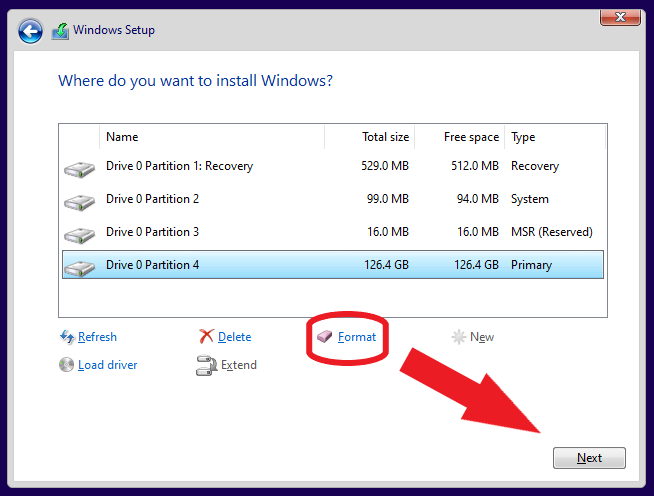 Windows Setup
Where do you want to install Windows?
Name Total size Free space Type
Drive 0 Partition 1: Recovery 529.0 MB 512.0 MB Recovery
Drive 0 Partition 2 99.0 MB 94.0 MB System
Drive 0 Partition 3 16.0 MB 16.0 MB MSR (Reserved)
Drive 0 Partition 4 126.4 GB 126.4 GB Primary
Refresh Delete Format New
Load driver Extend
Next